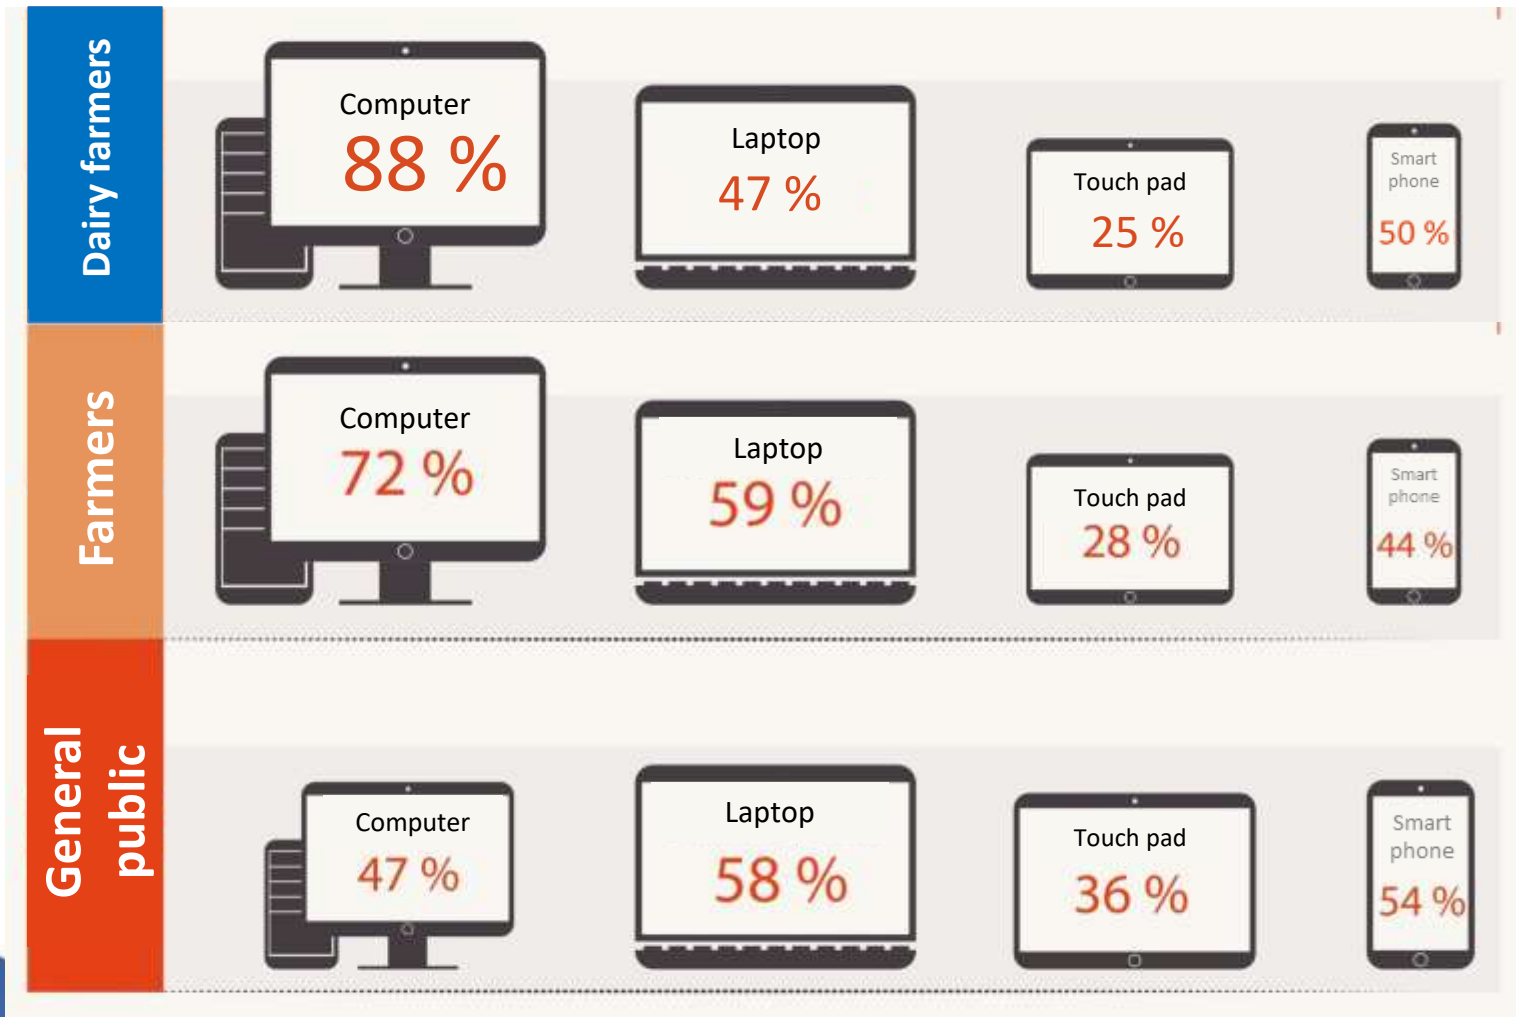 Dairy farmers
Computer
88 %
Laptop
47 %
Touch pad
25 %
Smart
phone
50 %
Farmers
Computer
72 %
Laptop
59 %
Touch pad
28 %
Smart
phone
44 %
General
public
Computer
47 %
Laptop
58 %
Touch pad
36 %
Smart
phone
54 %